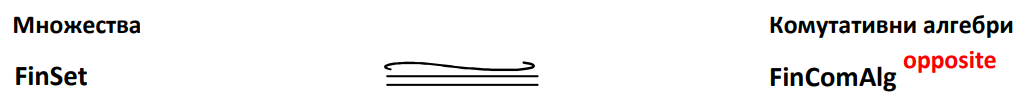 Множества
Комутативни алгебри
FinSet
FinComAlg opposite